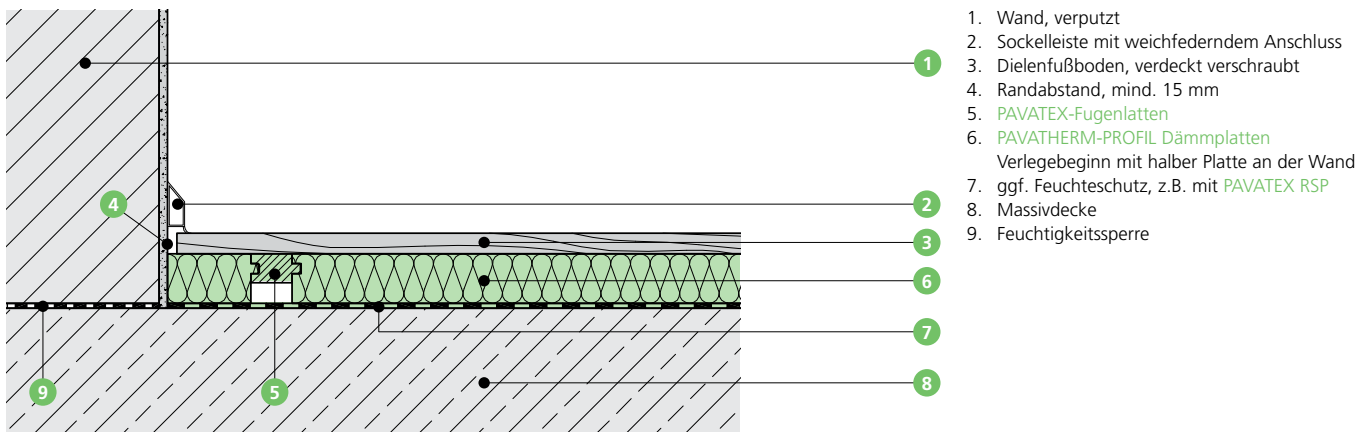 1. Wand, verputzt
2. Sockelleiste mit weichfederndem Anschluss
3. Dielenfußboden, verdeckt verschraubt
4. Randabstand, mind. 15 mm
5. PAVATEX-Fugenlatten
6. PAVATHERM-PROFIL Dämmplatten
Verlegebeginn mit halber Platte an der Wand
7. ggf. Feuchteschutz, z.B. mit PAVATEX RSP
8. Massivdecke
9. Feuchtigkeitssperre
1
4
2
3
6
7
9
5
8